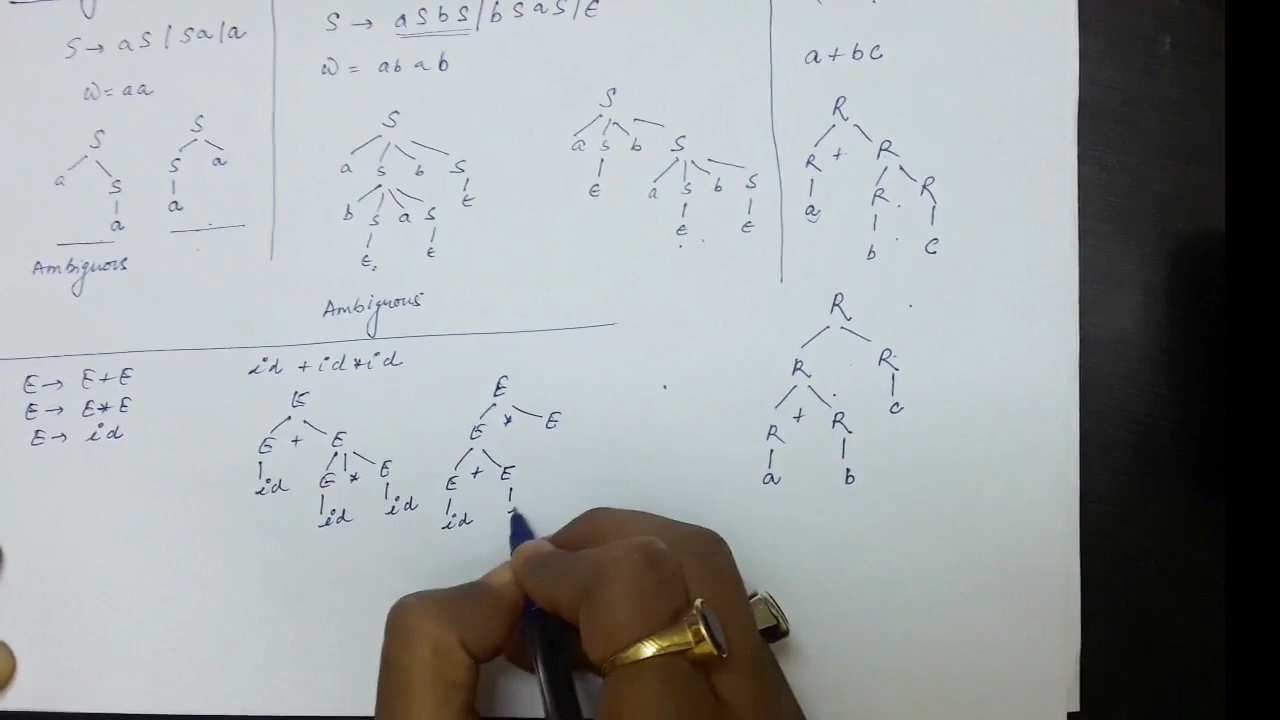 S → aS / Sa / a
W = aa
S
a S
a
S
S a
a
Ambiguous
S → aSbS / bSaS / ε
W = abab
S
a S b S
b S a S ε
ε ε
S
a S b S
ε a S b S
ε ε
Ambiguous
a+bc
R
R + R
a R R
b c
R
R R
R + R c
a b
E → E+E
E → E*E
E → id
id + id * id
E
E + E
id E * E
id id
E
E * E
E + E
id